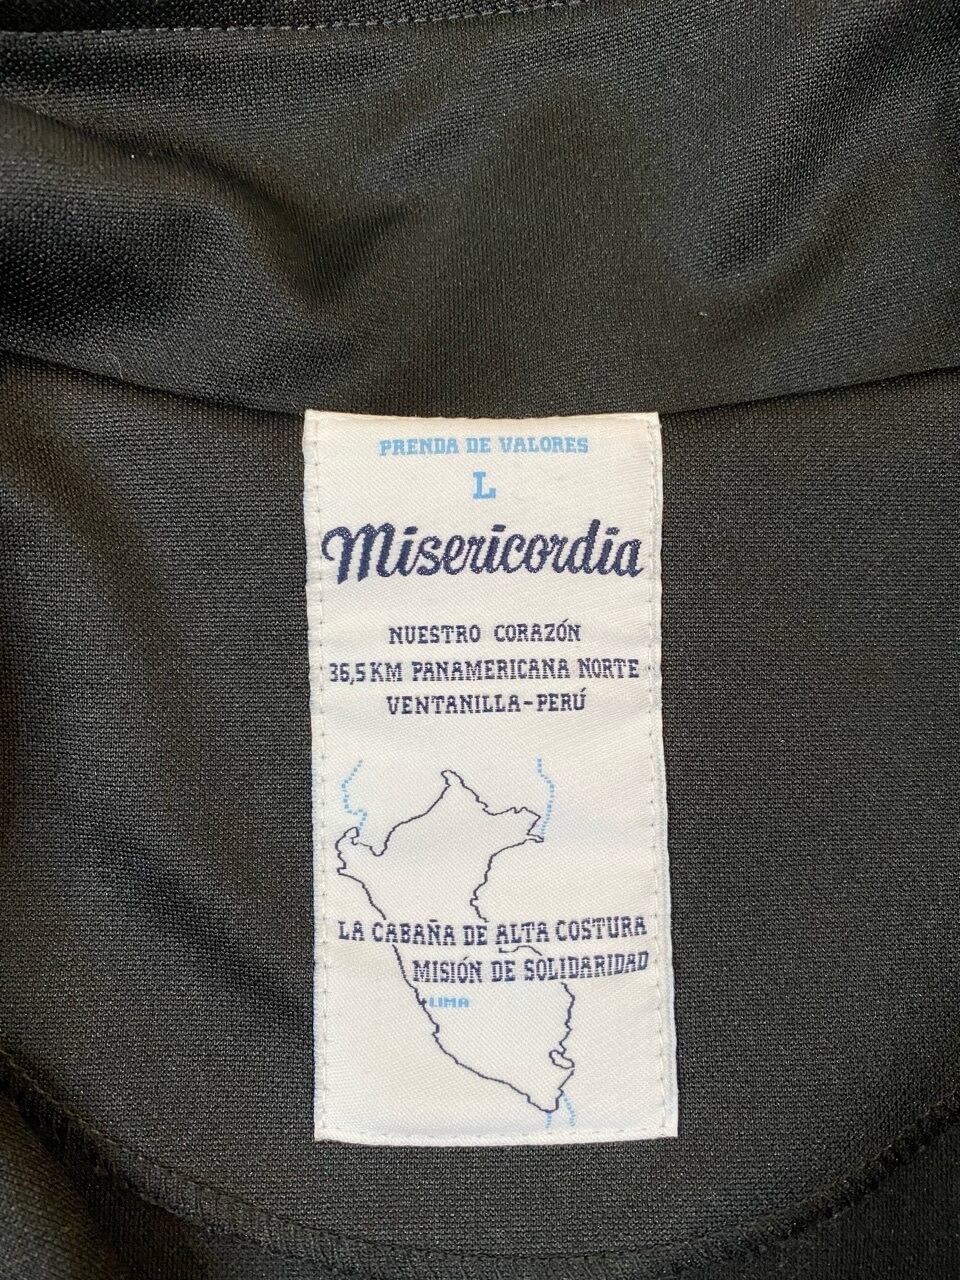 PRENDA DE VALORES
L
Misericordia
NUESTRO CORAZÓN
36,5 KM PANAMERICANA NORTE
VENTANILLA-PERÚ
LA CABAÑA DE ALTA COSTURA
MISIÓN DE SOLIDARIDAD
LIMA